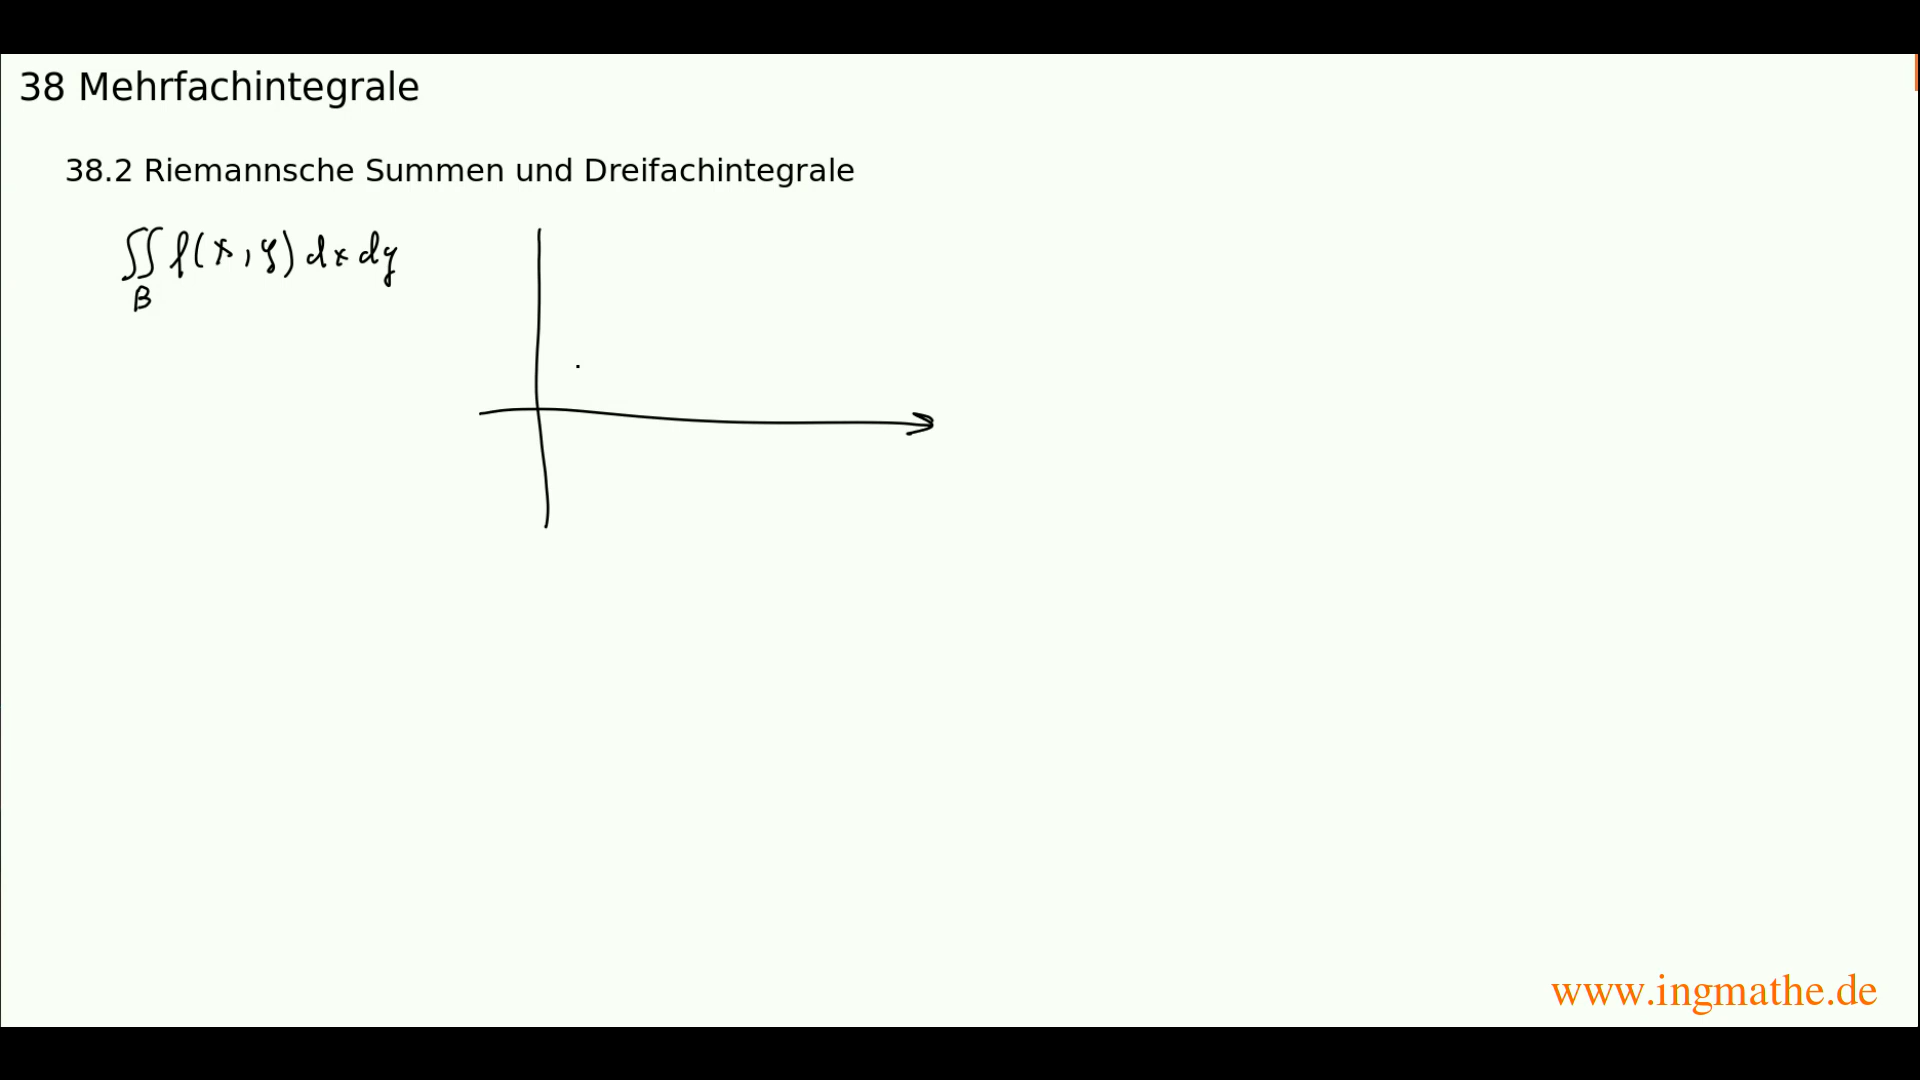 38 Mehrfachintegrale
38.2 Riemannsche Summen und Dreifachintegrale
∬ f(x,y) dx dy
B
www.ingmathe.de